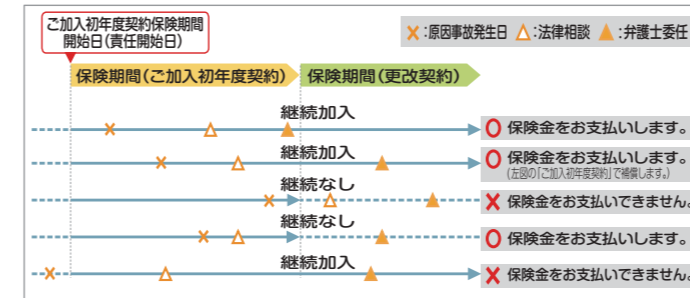 ご加入初年度契約保険期間
開始日(責任開始日)
×:原因事故発生日 △:法律相談 ▲:弁護士委任
保険期間(ご加入初年度契約) 保険期間(更改契約)
継続加入
○ 保険金をお支払いします。
継続加入
○ 保険金をお支払いします。
(左図の「ご加入初年度契約」で補償します。)
継続なし
× 保険金をお支払いできません。
継続なし
○ 保険金をお支払いします。
継続加入
× 保険金をお支払いできません。